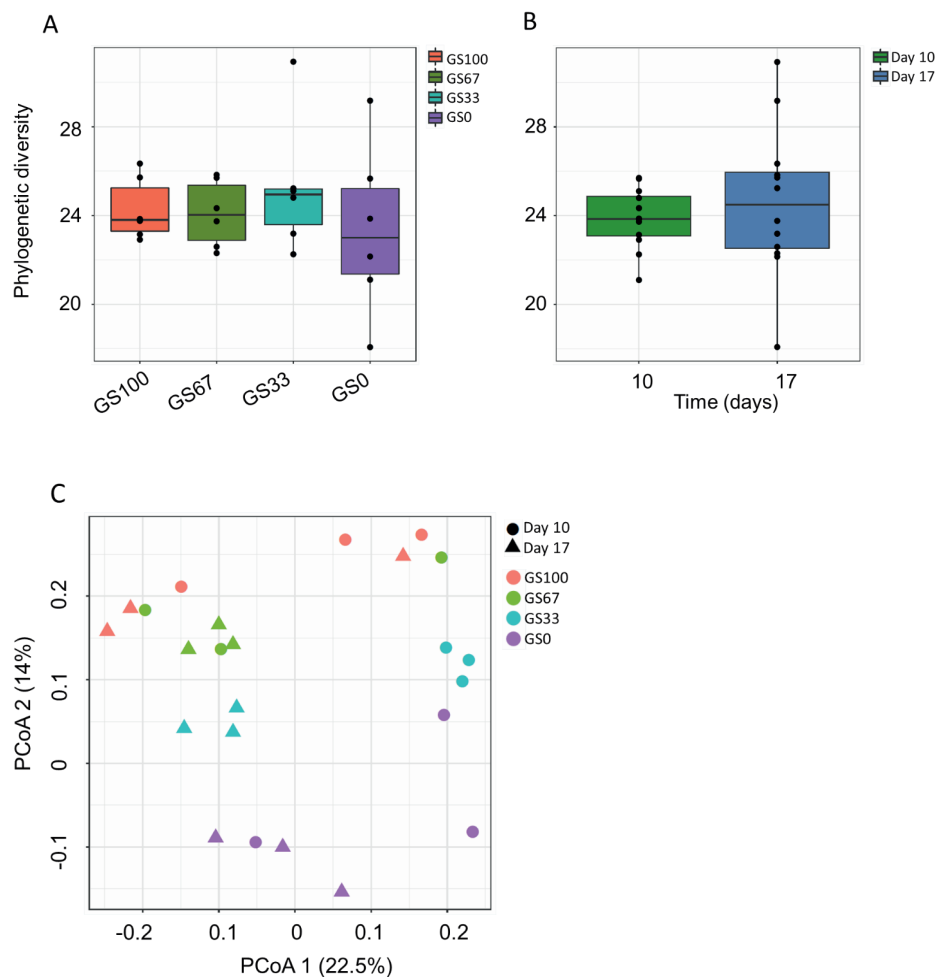 A
Phylogenetic diversity
28
24
20
GS100
GS67
GS33
GS0
GS100
GS67
GS33
GS0
B
28
24
20
10
17
Time (days)
Day 10
Day 17
C
PCoA 2 (14%)
0.2
0.1
0
-0.1
-0.2
0.1
0
0.1
0.2
PCoA 1 (22.5%)
Day 10
Day 17
GS100
GS67
GS33
GS0